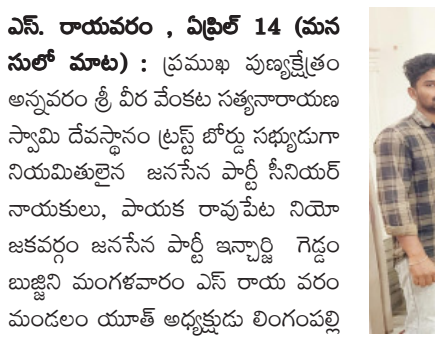 ఎస్. రాయవరం , ఏప్రిల్ 14 (మన
సులో మాట) : ప్రముఖ పుణ్యక్షేత్రం
అన్నవరం శ్రీ వీర వేంకట సత్యనారాయణ
స్వామి దేవస్థానం ట్రస్ట్ బోర్డు సభ్యుడుగా
నియమితులైన జనసేన పార్టీ సీనియర్
నాయకులు, పాయక రావుపేట నియో
జకవర్గం జనసేన పార్టీ ఇన్చార్జి గెడ్డం
బుజ్జిని మంగళవారం ఎస్ రాయ వరం
మండలం యూత్ అధ్యక్షుడు లింగంపల్లి